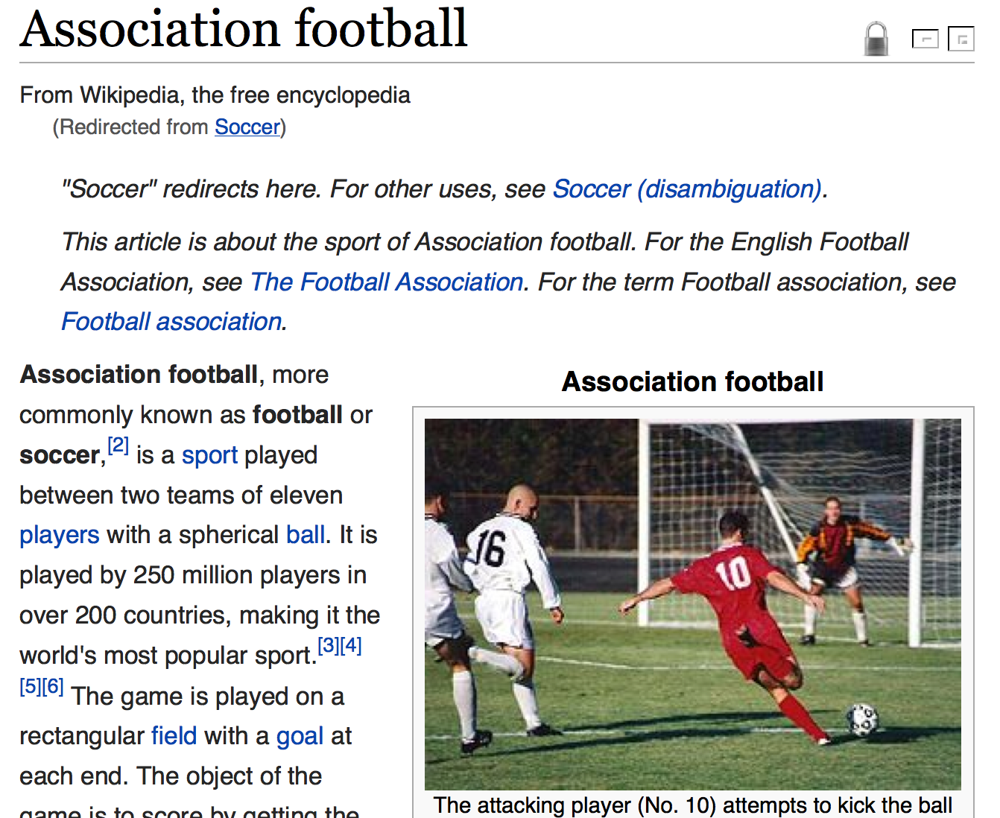 Association football
From Wikipedia, the free encyclopedia
(Redirected from Soccer)
"Soccer" redirects here. For other uses, see Soccer (disambiguation).
This article is about the sport of Association football. For the English Football
Association, see The Football Association. For the term Football association, see
Football association.
Association football, more
commonly known as football or
soccer,[2] is a sport played
between two teams of eleven
players with a spherical ball. It is
played by 250 million players in
over 200 countries, making it the
world's most popular sport.[3][4]
[5][6] The game is played on a
rectangular field with a goal at
each end. The object of the
game is to score by getting the
Association football
16
10
The attacking player (No. 10) attempts to kick the ball